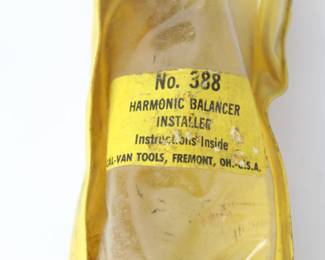 No. 388
HARMONIC BALANCER
INSTALLER
Instructions Inside
CAL-VAN TOOLS, FREMONT, OH.-U.S.A.